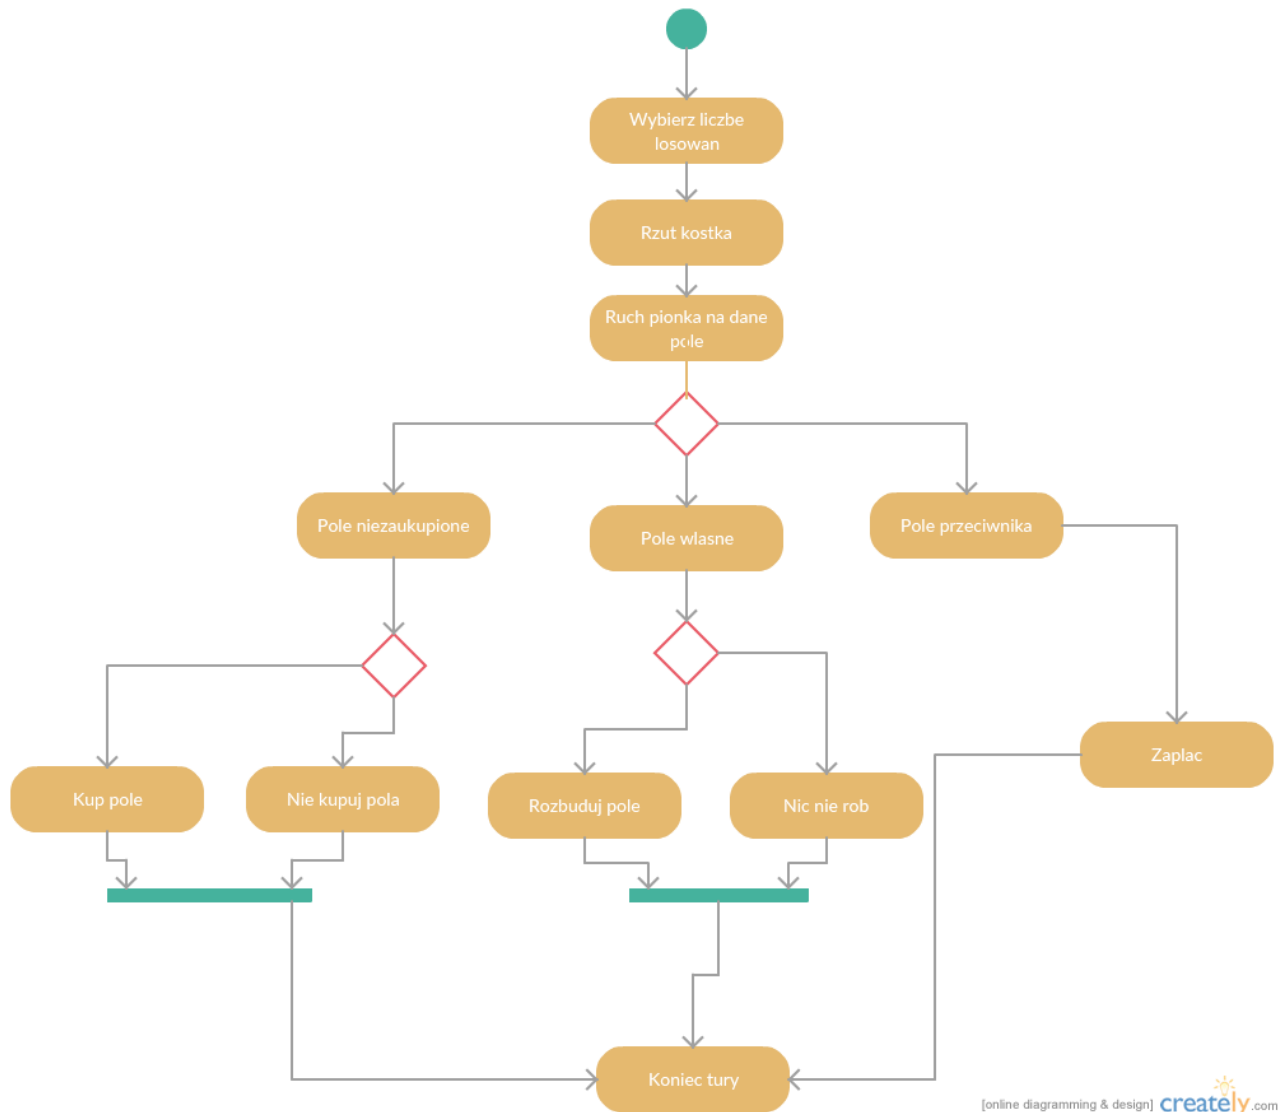 Wybierz liczbe
losowan
Rzut kostka
Ruch pionka na dane
pole
Pole niezaukupione
Pole wlasne
Pole przeciwnika
Zaplac
Kup pole
Nie kupuj pola
Rozbuduj pole
Nic nie rob
Koniec tury
[online diagramming & design] creately.com